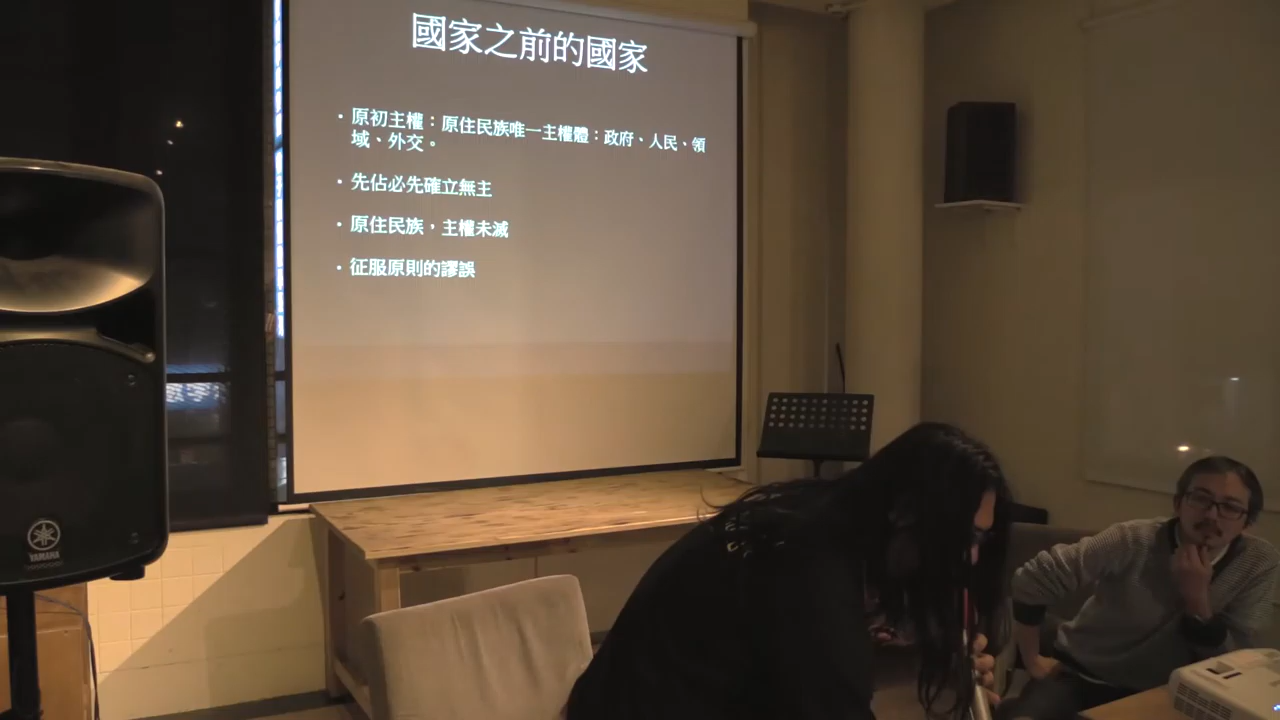 國家之前的國家
• 原初主權：原住民族唯一主權體：政府、人民、領
域、外交。
• 先佔必先確立無主
• 原住民族，主權未滅
• 征服原則的謬誤
YAMAHA